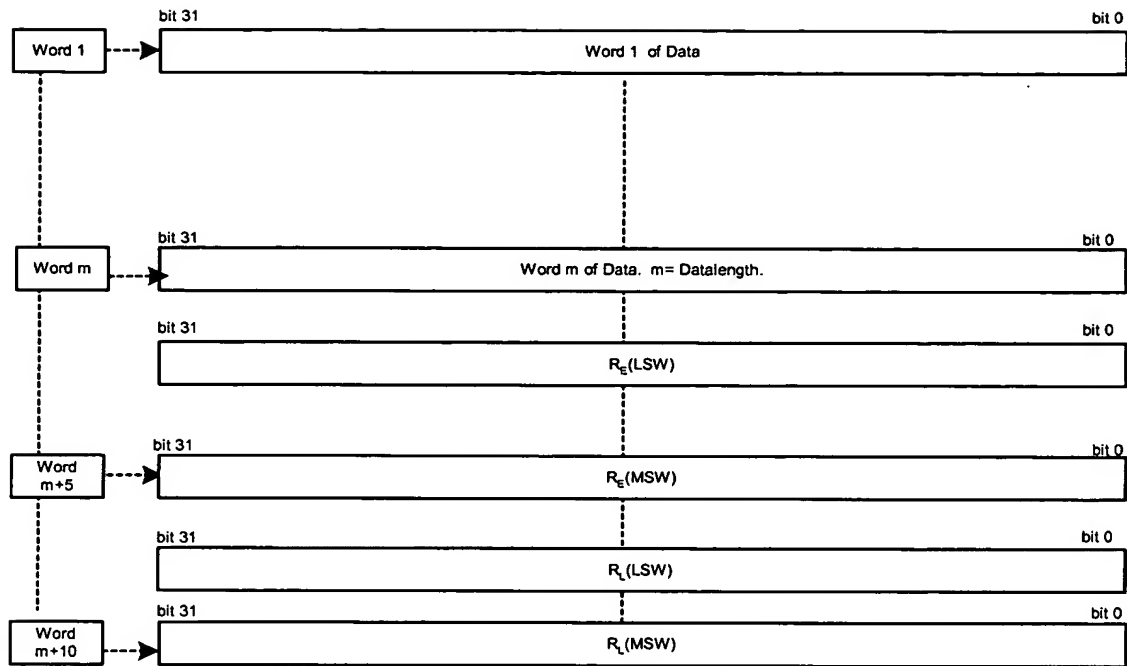 bit 31 bit 0
Word 1 Word 1 of Data
bit 31 bit 0
Word m Word m of Data. m= Datalength.
bit 31 bit 0
R_E(LSW)
bit 31 bit 0
Word
m+5
R_E(MSW)
bit 31 bit 0
R_L(LSW)
bit 31 bit 0
Word
m+10
R_L(MSW)